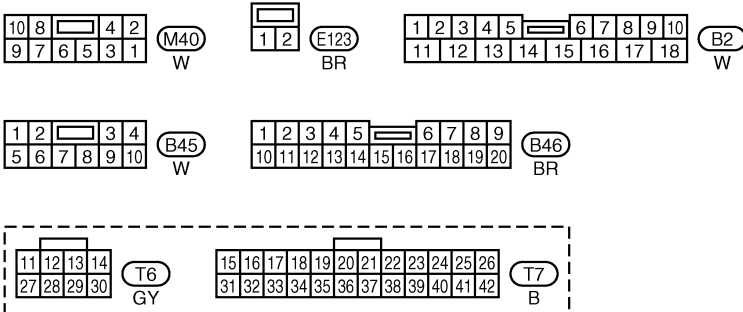 10 8 4 2
9 7 6 5 3 1
M40
W
1 2
E123
BR
1 2 3 4 5 6 7 8 9 10
11 12 13 14 15 16 17 18
B2
W
1 2 3 4
5 6 7 8 9 10
B45
W
1 2 3 4 5 6 7 8 9
10 11 12 13 14 15 16 17 18 19 20
B46
BR
11 12 13 14
27 28 29 30
T6
GY
15 16 17 18 19 20 21 22 23 24 25 26
31 32 33 34 35 36 37 38 39 40 41 42
T7
B